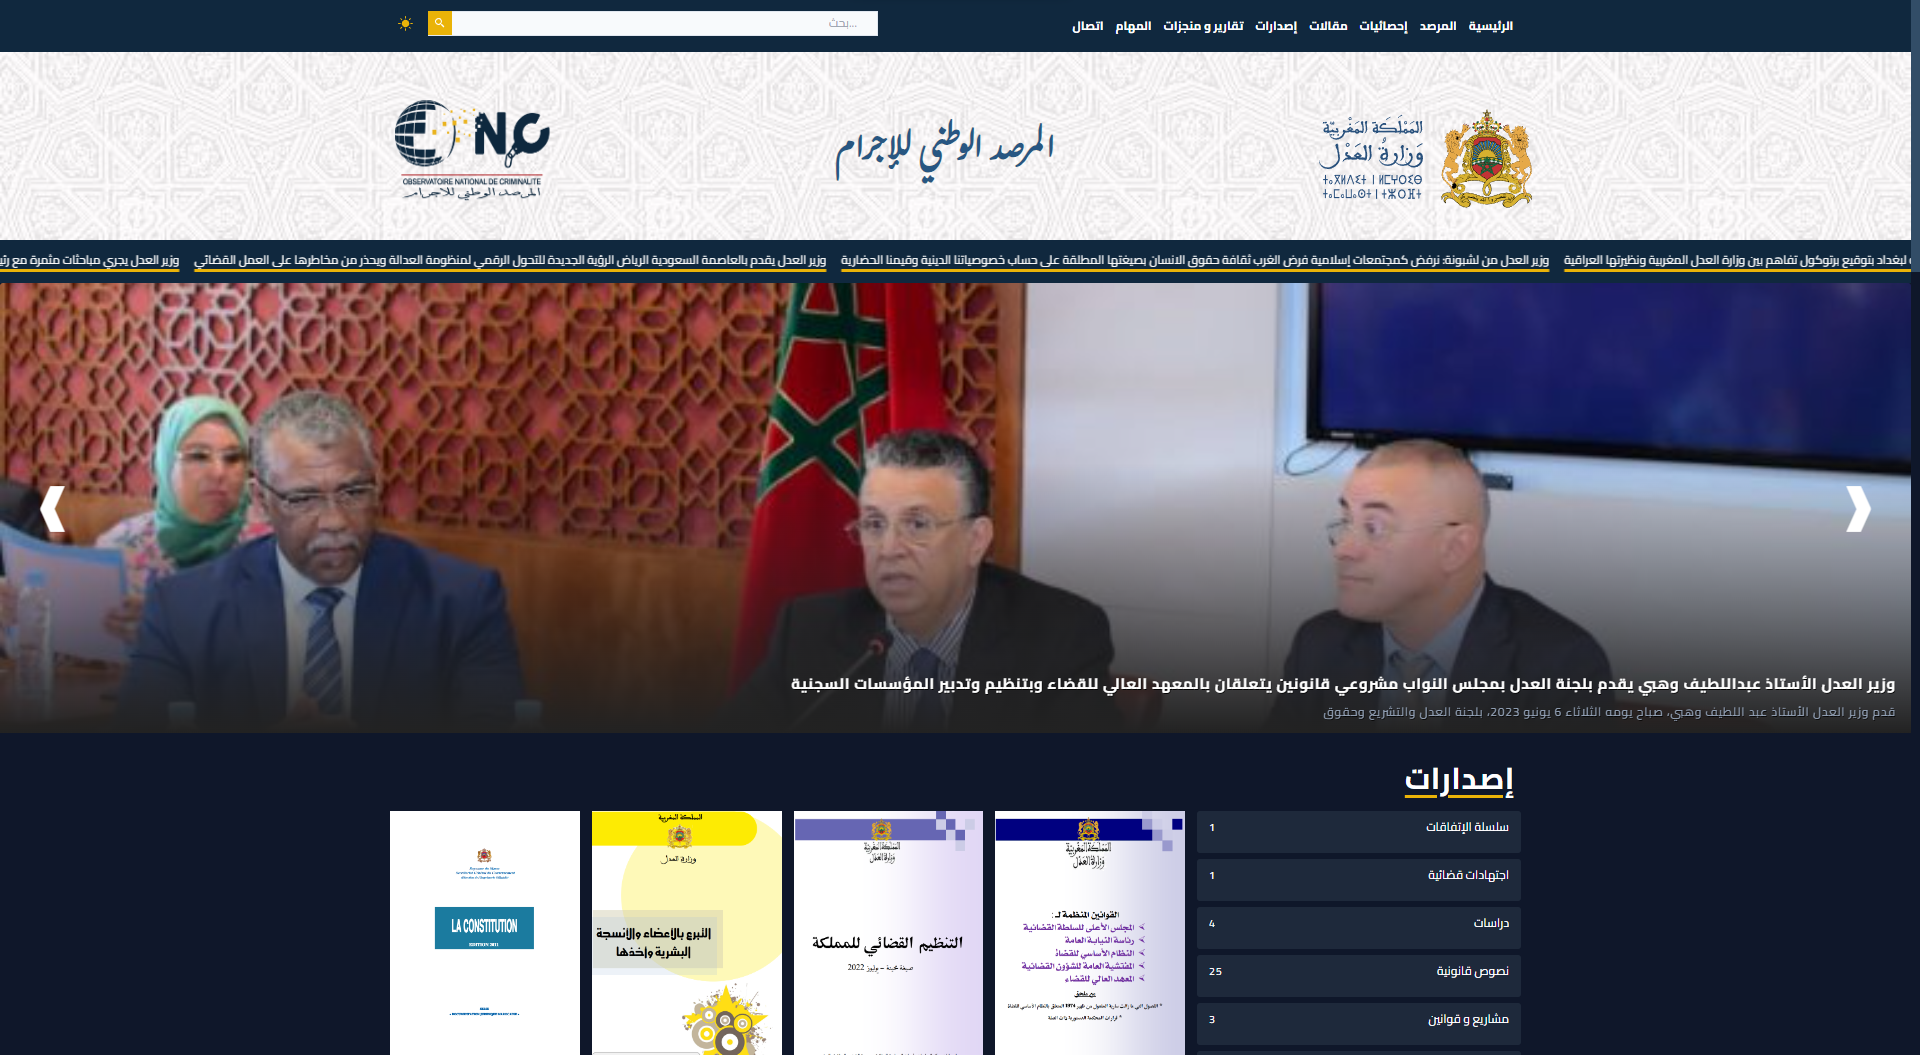 الرئيسية المرصد إحصائيات مقالات إصدارات تقارير و منجزات المهام اتصال
بحث...
المملكة المغربية
وزارة العدل
ⵜⴰⴳⵍⴷⵉⵜ ⵏ ⵍⵎⵖⵔⵉⴱ
ⵜⴰⵎⴰⵡⴰⵙⵜ ⵏ ⵜⵣⵔⴼⵜ
المرصد الوطني للإجرام
ONC
OBSERVATOIRE NATIONAL DE CRIMINALITE
المرصد الوطني للاجرام
لبغداد بتوقيع برتوكول تفاهم بين وزارة العدل المغربية ونظيرتها العراقية
وزير العدل من لشبونة: نرفض كمجتمعات إسلامية فرض الغرب ثقافة حقوق الانسان بصيغتها المطلقة على حساب خصوصياتنا الدينية وقيمنا الحضارية
وزير العدل يقدم بالعاصمة السعودية الرياض الرؤية الجديدة للتحول الرقمي لمنظومة العدالة ويحذر من مخاطرها على العمل القضائي
وزير العدل يجري مباحثات مثمرة مع
وزير العدل الأستاذ عبداللطيف وهبي يقدم بلجنة العدل بمجلس النواب مشروعي قانونين يتعلقان بالمعهد العالي للقضاء وبتنظيم وتدبير المؤسسات السجنية
قدم وزير العدل الأستاذ عبد اللطيف وهبي، صباح يومه الثلاثاء 6 يونيو 2023، بلجنة العدل والتشريع وحقوق
إصدارات
سلسلة الإتفاقات 1
اجتهادات قضائية 1
دراسات 4
نصوص قانونية 25
مشاريع و قوانين 3
المملكة المغربية
وزارة العدل
القوانين المنظمة لـ :
المجلس الأعلى للسلطة القضائية
رئاسة النيابة العامة
النظام الأساسي للقضاة
المفتشية العامة للشؤون القضائية
المعهد العالي للقضاء
المملكة المغربية
وزارة العدل
التنظيم القضائي للمملكة
صيغة محينة – يوليوز 2022
المملكة المغربية
وزارة العدل
التبرع بالاعضاء والانسجة
البشرية واخذها
LA CONSTITUTION
EDITION 2011